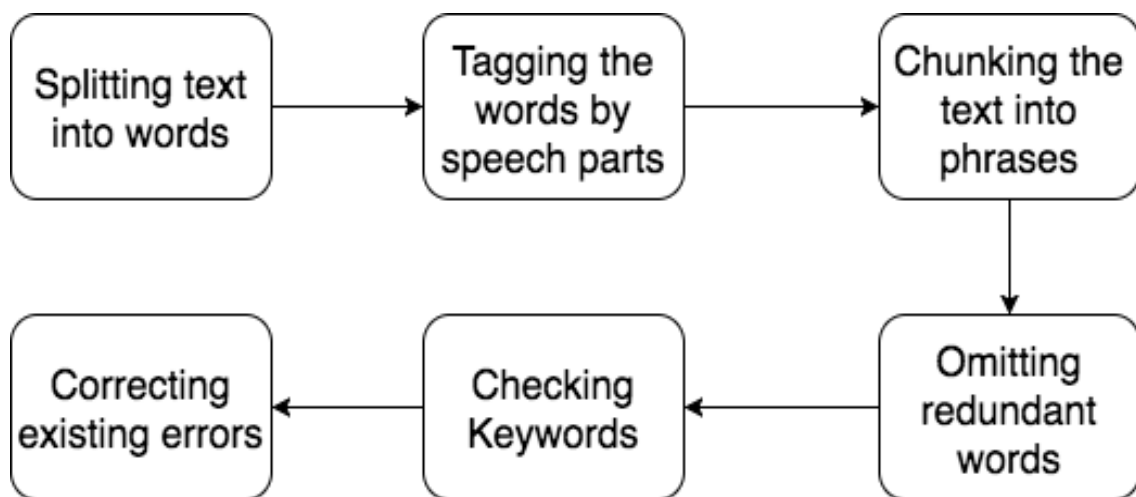 Splitting text
into words
Tagging the
words by
speech parts
Chunking the
text into
phrases
Omitting
redundant
words
Checking
Keywords
Correcting
existing errors